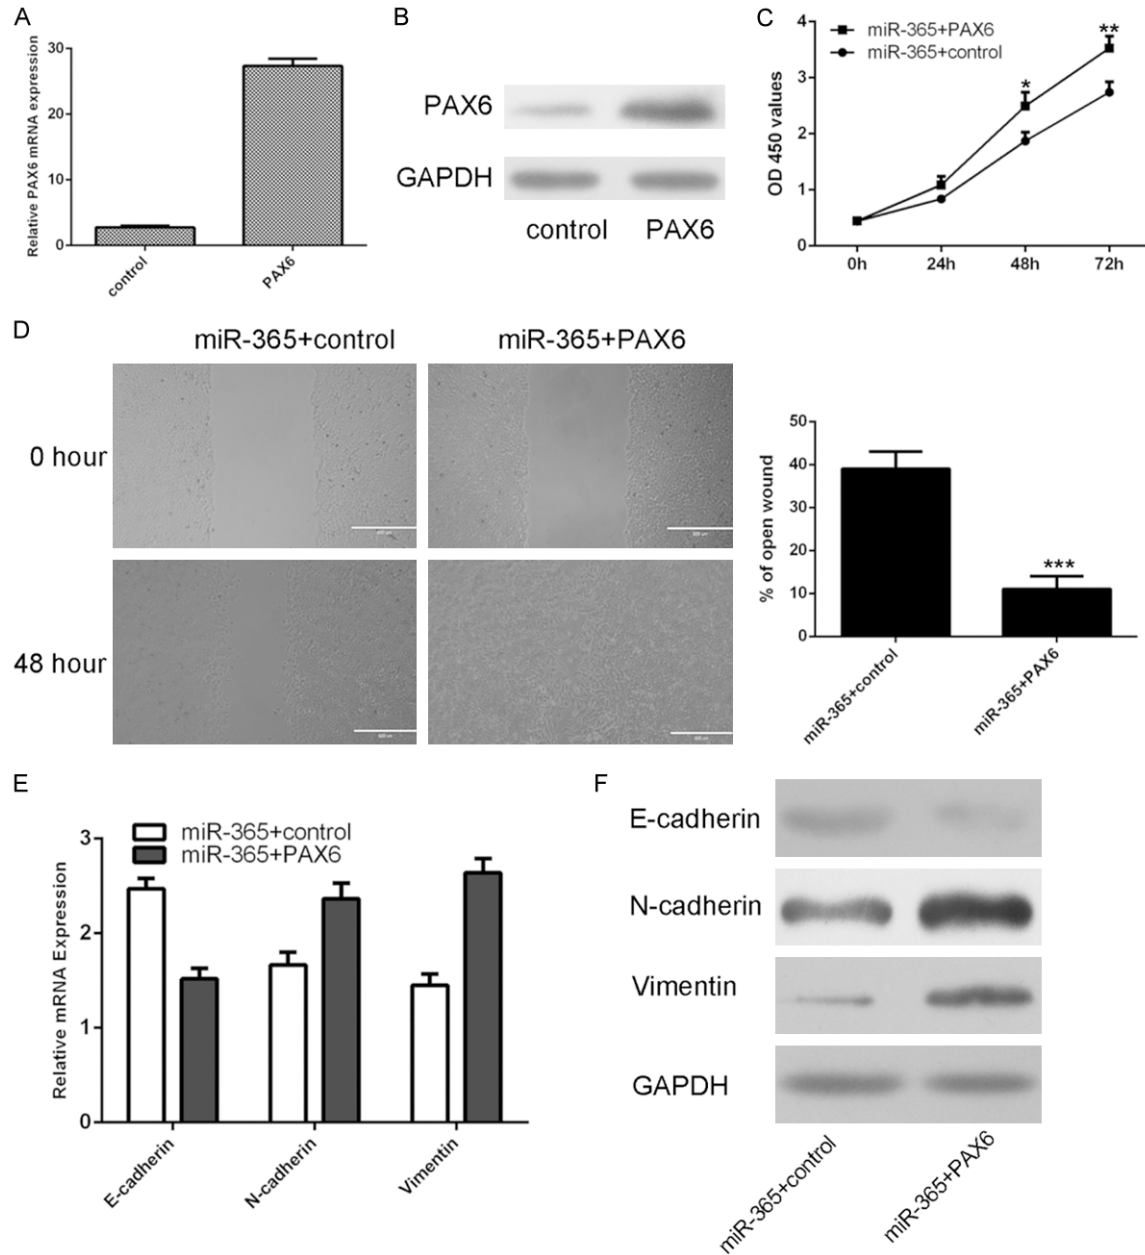 A
Relative PAX6 mRNA expression
30
20
10
0
control
PAX6
B
PAX6
GAPDH
control PAX6
C
miR-365+PAX6
miR-365+control
OD 450 values
4
3
2
1
0
*
**
0h 24h 48h 72h
D
miR-365+control miR-365+PAX6
0 hour
48 hour
% of open wound
50
40
30
20
10
0
***
miR-365+control
miR-365+PAX6
E
miR-365+control
miR-365+PAX6
Relative mRNA Expression
3
2
1
0
E-cadherin
N-cadherin
Vimentin
F
E-cadherin
N-cadherin
Vimentin
GAPDH
miR-365+control
miR-365+PAX6